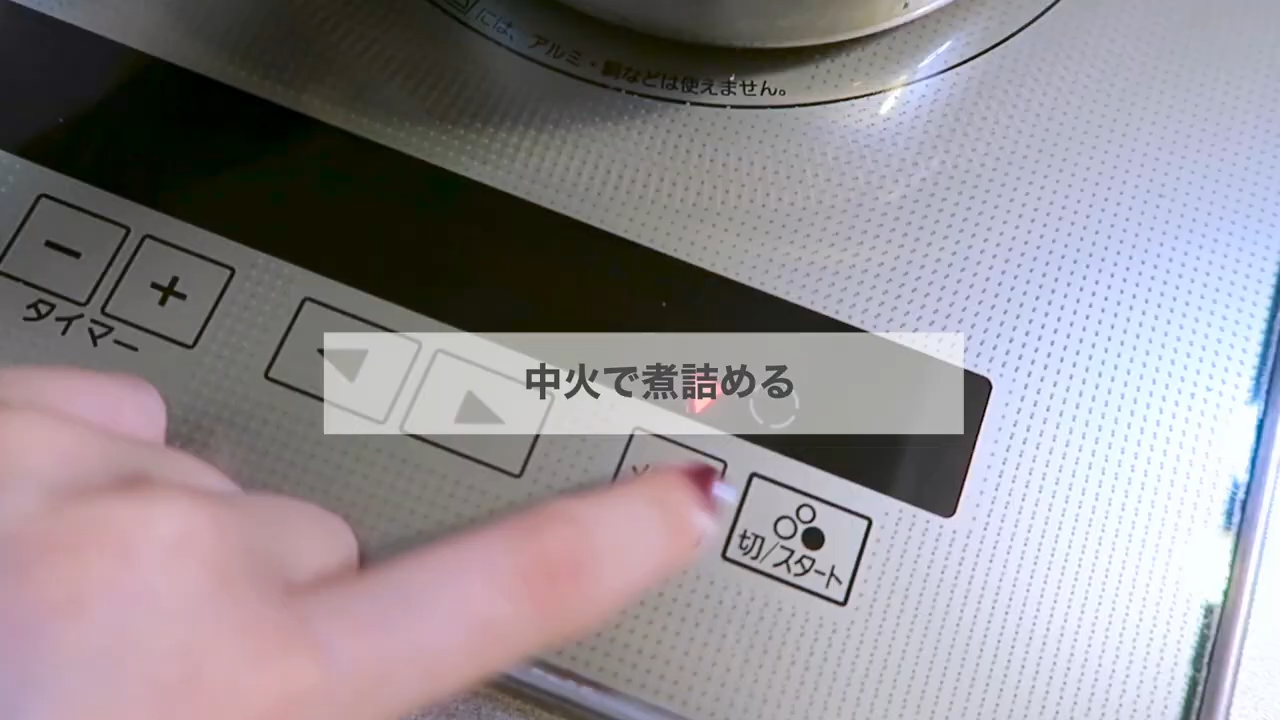 には、アルミ・銅などは使えません。
タイマー
中火で煮詰める
切/スタート